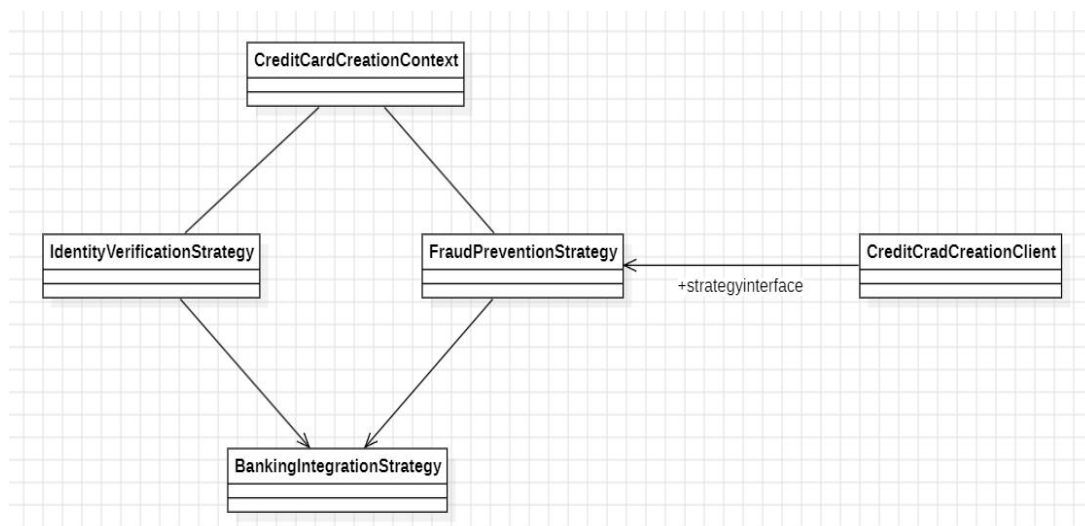 CreditCardCreationContext
IdentityVerificationStrategy
FraudPreventionStrategy
CreditCradCreationClient
+strategyinterface
BankingIntegrationStrategy